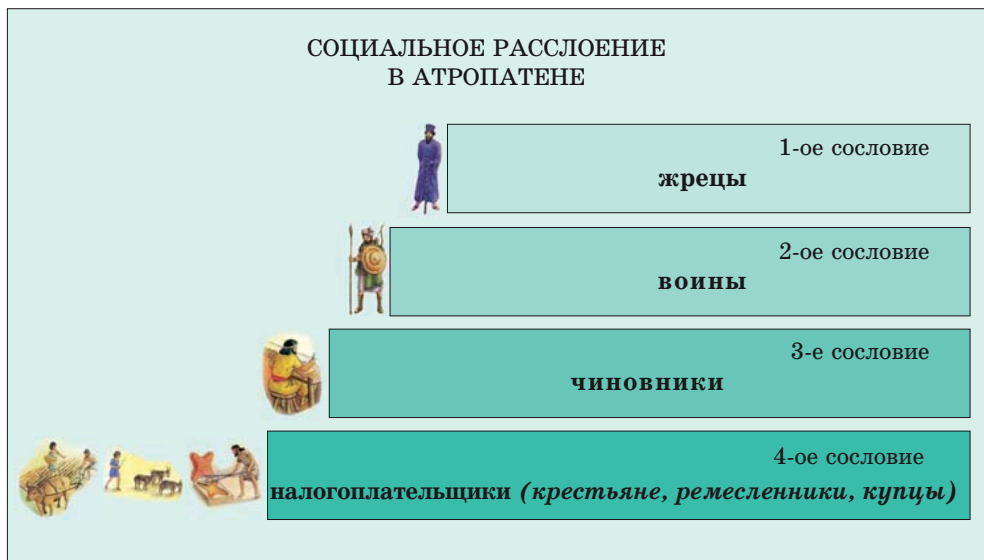 СОЦИАЛЬНОЕ РАССЛОЕНИЕ
В АТРОПАТЕНЕ
1-ое сословие
жрецы
2-ое сословие
воины
3-е сословие
чиновники
4-ое сословие
налогоплательщики (крестьяне, ремесленники, купцы)